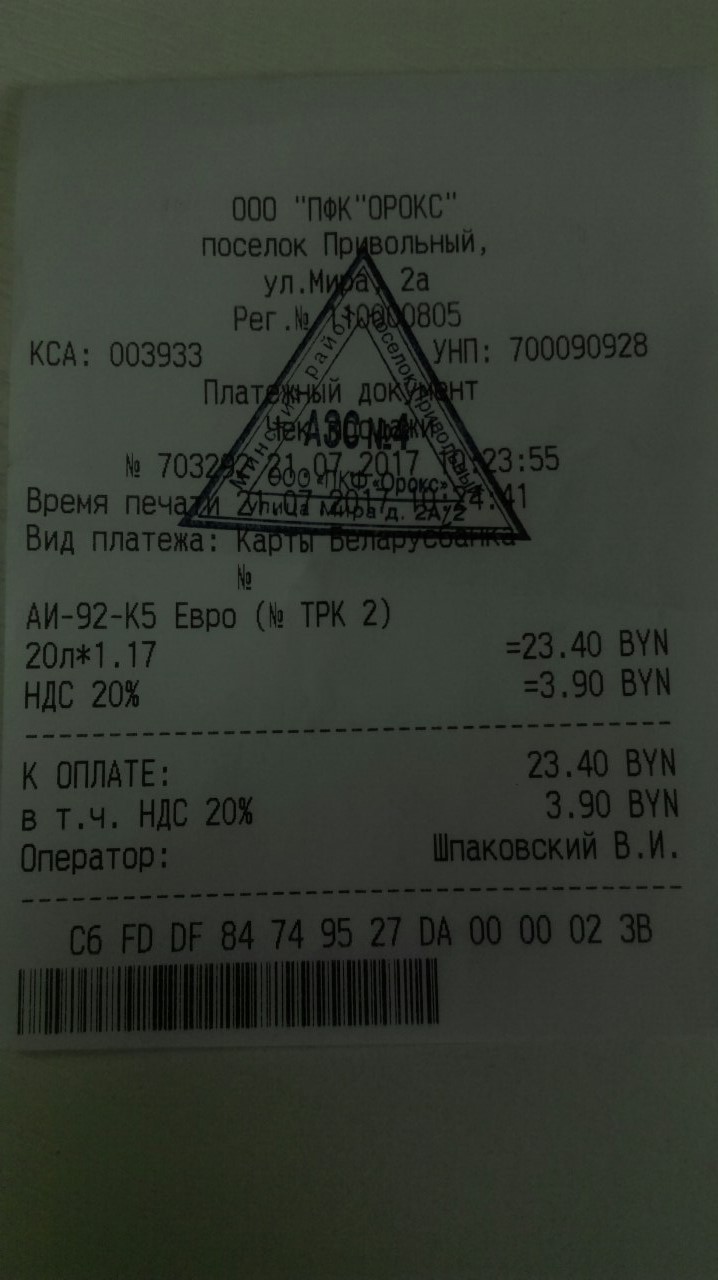 ООО "ПФК"ОРОКС"
поселок Привольный,
ул.Мира, 2а
Рег.№ 110000805
КСА: 003933 УНП: 700090928
Платежный документ
Чек продажи
№ 703292 21.07.2017 10:23:55
Время печати 21.07.2017 10:24:41
Вид платежа: Карты Беларусбанка
№
АИ-92-К5 Евро (№ ТРК 2)
20л*1.17 =23.40 BYN
НДС 20% =3.90 BYN
К ОПЛАТЕ: 23.40 BYN
в т.ч. НДС 20% 3.90 BYN
Оператор: Шпаковский В.И.
C6 FD DF 84 74 95 27 DA 00 00 02 3B
Минский район поселок Привольный
АЗС №4
ООО «ПКФ «Орокс»
улица Мира д. 2А/2